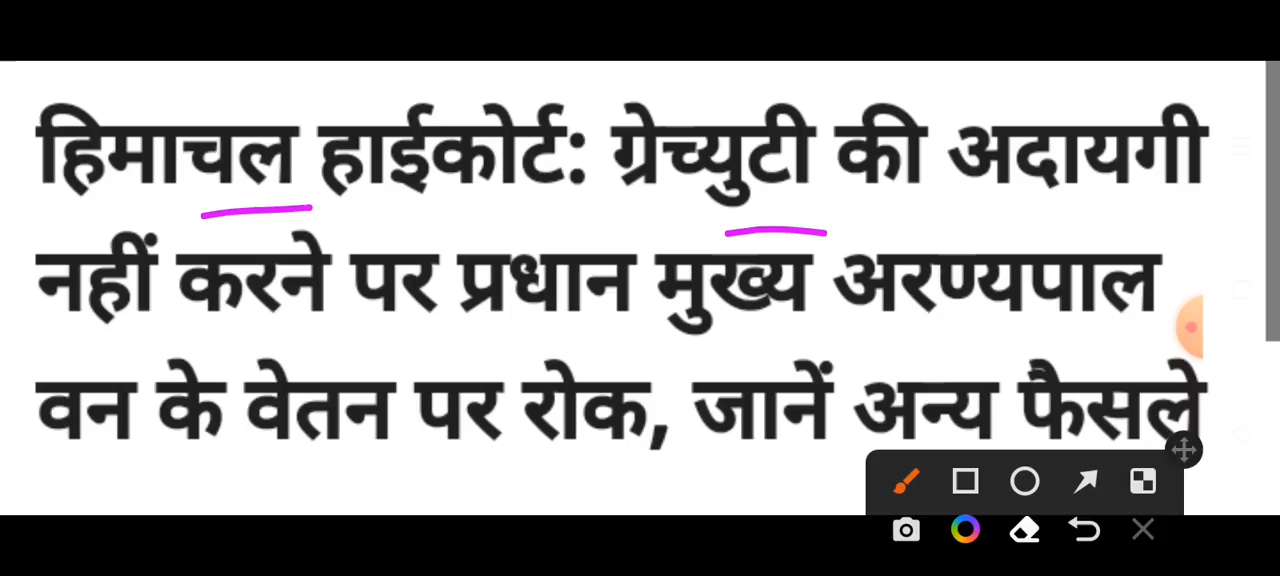 हिमाचल हाईकोर्ट: ग्रेच्युटी की अदायगी
नहीं करने पर प्रधान मुख्य अरण्यपाल
वन के वेतन पर रोक, जानें अन्य फैसले